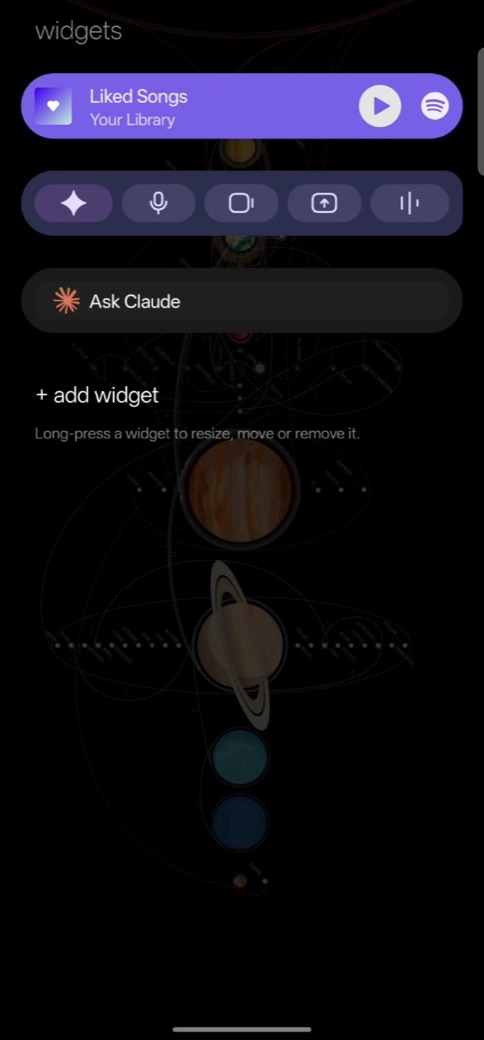 widgets
Liked Songs
Your Library
Ask Claude
+ add widget
Long-press a widget to resize, move or remove it.